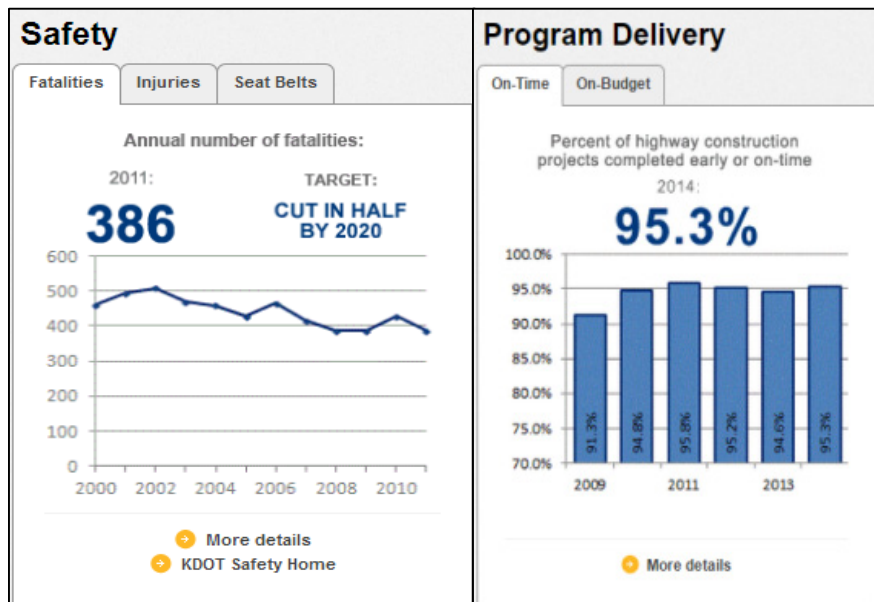 Safety
Fatalities
Injuries
Seat Belts
Annual number of fatalities:
2011:
TARGET:
386
CUT IN HALF
BY 2020
600
500
400
300
200
100
0
2000
2002
2004
2006
2008
2010
More details
KDOT Safety Home
Program Delivery
On-Time
On-Budget
Percent of highway construction
projects completed early or on-time
2014:
95.3%
100.0%
95.0%
90.0%
85.0%
80.0%
75.0%
70.0%
91.3%
94.8%
95.8%
95.2%
94.6%
95.3%
2009
2011
2013
More details